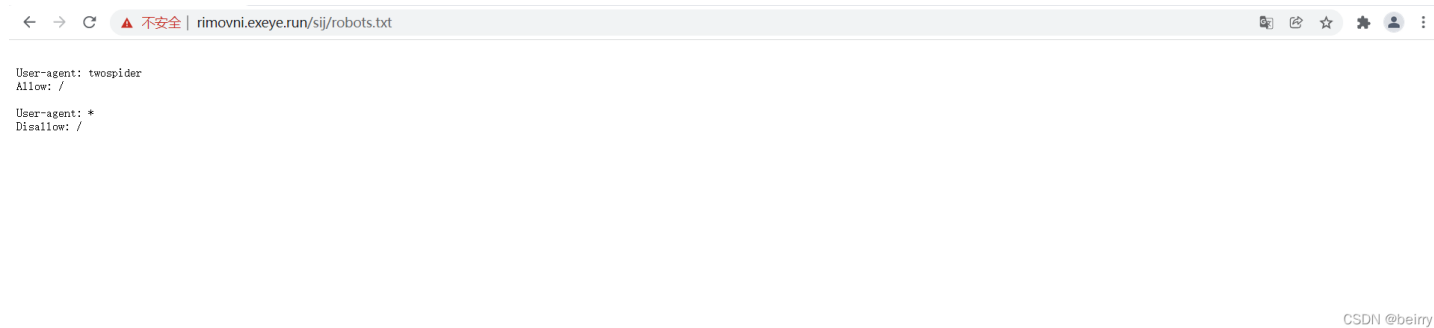 不安全 | rimovni.exeye.run/sij/robots.txt
User-agent: twospider
Allow: /
User-agent: *
Disallow: /
CSDN @beirry